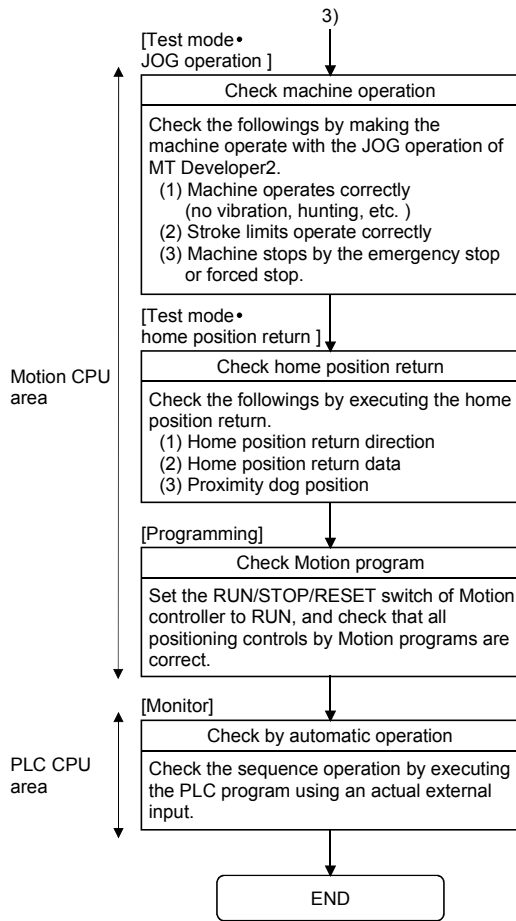 3)
[Test mode•
JOG operation ]
Check machine operation
Check the followings by making the
machine operate with the JOG operation of
MT Developer2.
(1) Machine operates correctly
(no vibration, hunting, etc. )
(2) Stroke limits operate correctly
(3) Machine stops by the emergency stop
or forced stop.
[Test mode•
home position return ]
Check home position return
Motion CPU
area
Check the followings by executing the home
position return.
(1) Home position return direction
(2) Home position return data
(3) Proximity dog position
[Programming]
Check Motion program
Set the RUN/STOP/RESET switch of Motion
controller to RUN, and check that all
positioning controls by Motion programs are
correct.
[Monitor]
Check by automatic operation
PLC CPU
area
Check the sequence operation by executing
the PLC program using an actual external
input.
END